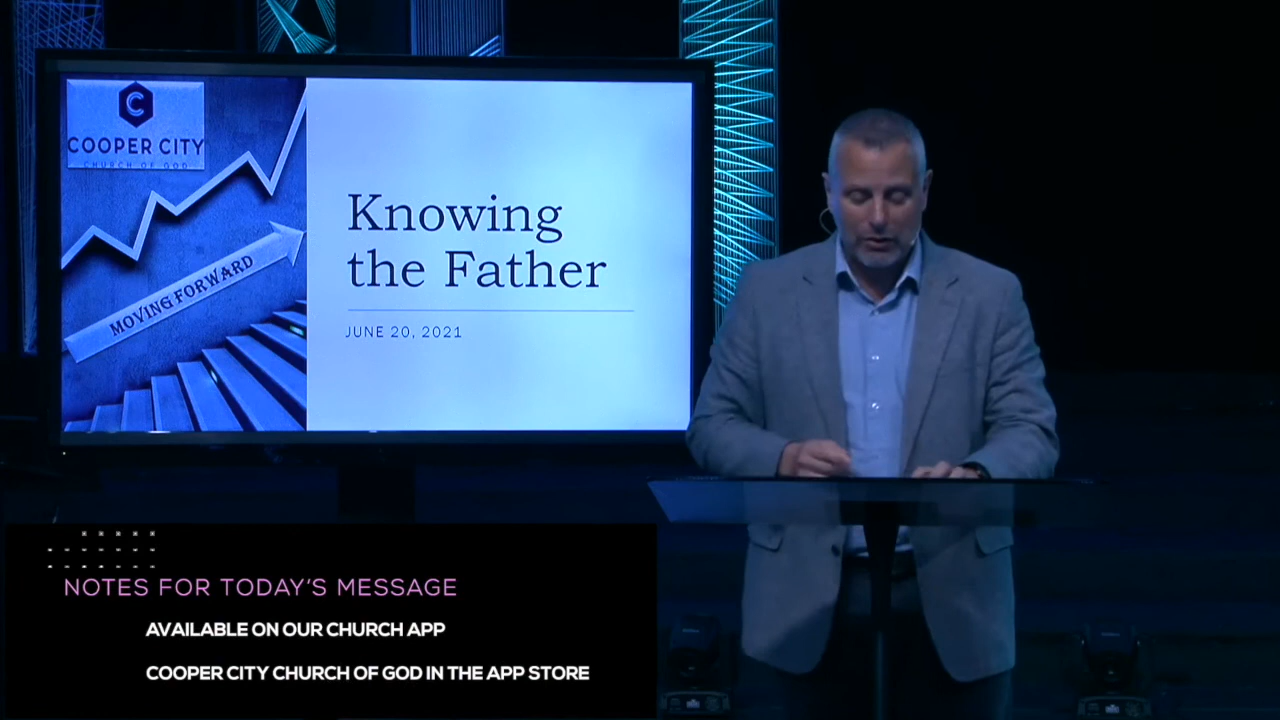 C
COOPER CITY
CHURCH OF GOD
MOVING FORWARD
Knowing
the Father
JUNE 20, 2021
NOTES FOR TODAY'S MESSAGE
AVAILABLE ON OUR CHURCH APP
COOPER CITY CHURCH OF GOD IN THE APP STORE